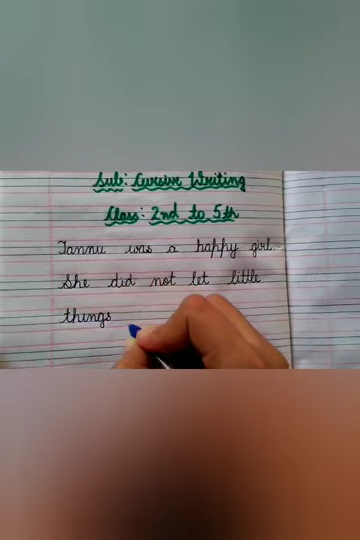 Sub: Cursive Writing
Class: 2nd to 5th
Tannu was a happy girl.
She did not let little
things